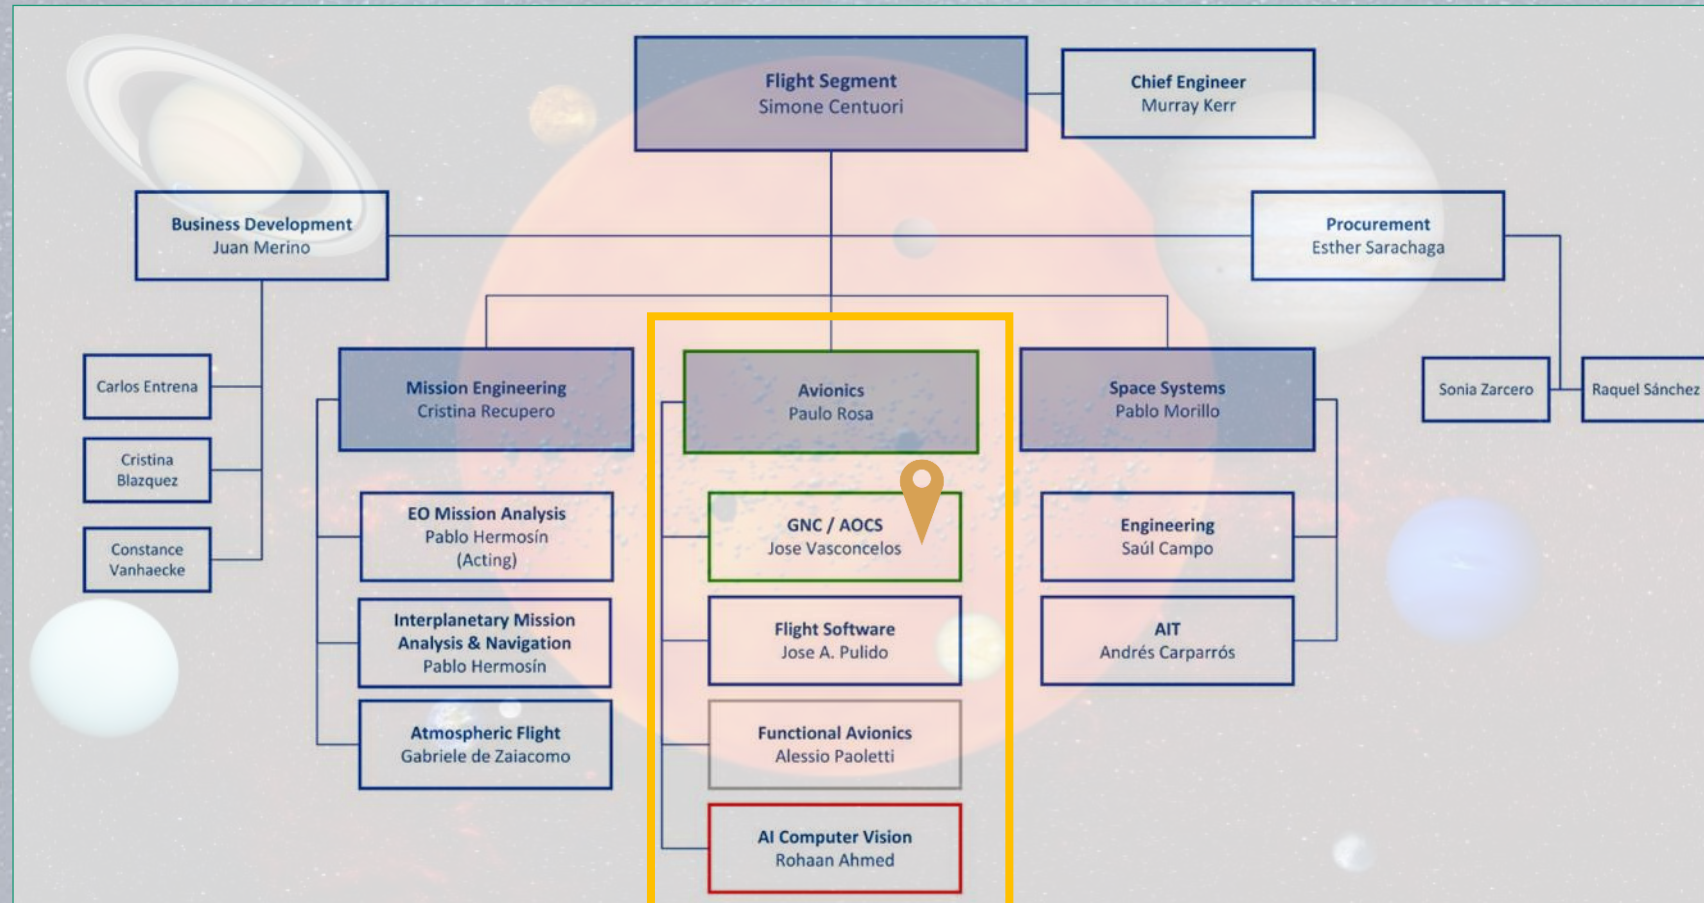 Flight Segment
Simone Centuori
Chief Engineer
Murray Kerr
Business Development
Juan Merino
Procurement
Esther Sarachaga
Carlos Entrena
Cristina
Blazquez
Constance
Vanhaecke
Mission Engineering
Cristina Recupero
EO Mission Analysis
Pablo Hermosín
(Acting)
Interplanetary Mission
Analysis & Navigation
Pablo Hermosín
Atmospheric Flight
Gabriele de Zaiacomo
Avionics
Paulo Rosa
GNC / AOCS
Jose Vasconcelos
Flight Software
Jose A. Pulido
Functional Avionics
Alessio Paoletti
AI Computer Vision
Rohaan Ahmed
Space Systems
Pablo Morillo
Engineering
Saúl Campo
AIT
Andrés Carparrós
Sonia Zarcero
Raquel Sánchez